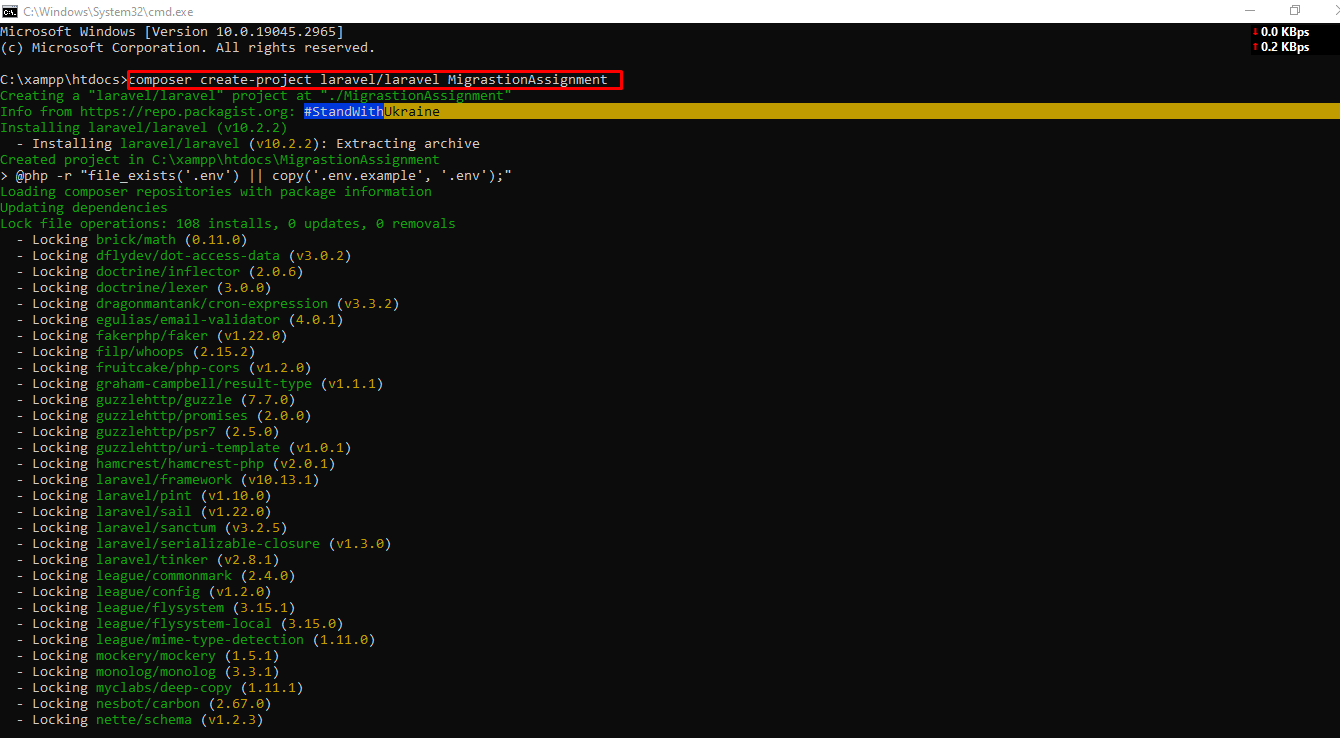 C:\Windows\System32\cmd.exe
Microsoft Windows [Version 10.0.19045.2965]
(c) Microsoft Corporation. All rights reserved.
↓ 0.0 KBps
↑ 0.2 KBps
C:\xampp\htdocs>composer create-project laravel/laravel MigrastionAssignment
Creating a "laravel/laravel" project at "./MigrastionAssignment"
Info from https://repo.packagist.org: #StandWithUkraine
Installing laravel/laravel (v10.2.2)
  - Installing laravel/laravel (v10.2.2): Extracting archive
Created project in C:\xampp\htdocs\MigrastionAssignment
> @php -r "file_exists('.env') || copy('.env.example', '.env');"
Loading composer repositories with package information
Updating dependencies
Lock file operations: 108 installs, 0 updates, 0 removals
  - Locking brick/math (0.11.0)
  - Locking dflydev/dot-access-data (v3.0.2)
  - Locking doctrine/inflector (2.0.6)
  - Locking doctrine/lexer (3.0.0)
  - Locking dragonmantank/cron-expression (v3.3.2)
  - Locking egulias/email-validator (4.0.1)
  - Locking fakerphp/faker (v1.22.0)
  - Locking filp/whoops (2.15.2)
  - Locking fruitcake/php-cors (v1.2.0)
  - Locking graham-campbell/result-type (v1.1.1)
  - Locking guzzlehttp/guzzle (7.7.0)
  - Locking guzzlehttp/promises (2.0.0)
  - Locking guzzlehttp/psr7 (2.5.0)
  - Locking guzzlehttp/uri-template (v1.0.1)
  - Locking hamcrest/hamcrest-php (v2.0.1)
  - Locking laravel/framework (v10.13.1)
  - Locking laravel/pint (v1.10.0)
  - Locking laravel/sail (v1.22.0)
  - Locking laravel/sanctum (v3.2.5)
  - Locking laravel/serializable-closure (v1.3.0)
  - Locking laravel/tinker (v2.8.1)
  - Locking league/commonmark (2.4.0)
  - Locking league/config (v1.2.0)
  - Locking league/flysystem (3.15.1)
  - Locking league/flysystem-local (3.15.0)
  - Locking league/mime-type-detection (1.11.0)
  - Locking mockery/mockery (1.5.1)
  - Locking monolog/monolog (3.3.1)
  - Locking myclabs/deep-copy (1.11.1)
  - Locking nesbot/carbon (2.67.0)
  - Locking nette/schema (v1.2.3)